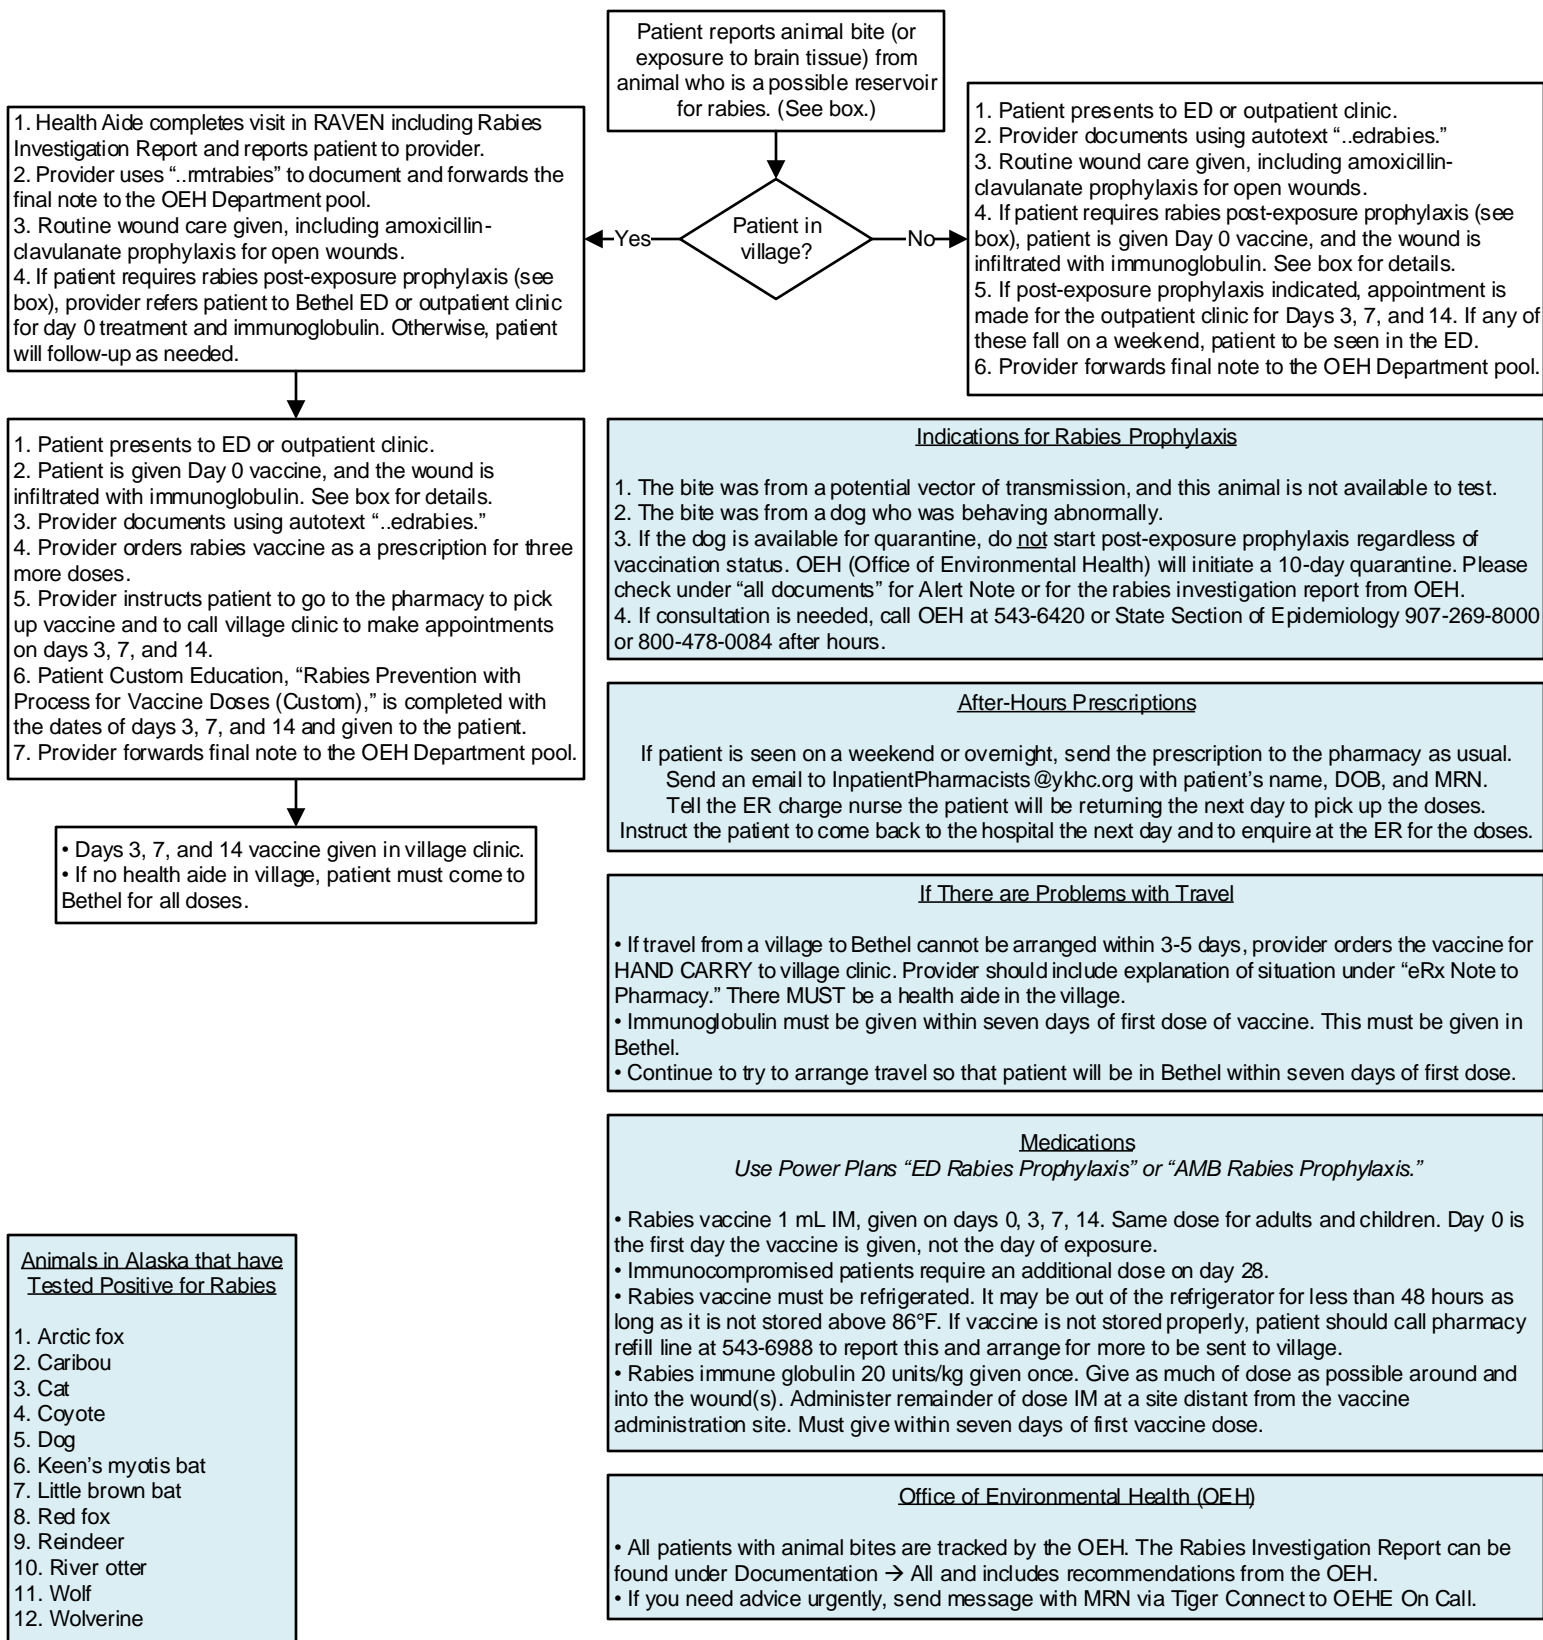 Patient reports animal bite (or
exposure to brain tissue) from
animal who is a possible reservoir
for rabies. (See box.)
Patient in
village?
Yes
No
1. Health Aide completes visit in RAVEN including Rabies
Investigation Report and reports patient to provider.
2. Provider uses “..rmtrabies” to document and forwards the
final note to the OEH Department pool.
3. Routine wound care given, including amoxicillin-
clavulanate prophylaxis for open wounds.
4. If patient requires rabies post-exposure prophylaxis (see
box), provider refers patient to Bethel ED or outpatient clinic
for day 0 treatment and immunoglobulin. Otherwise, patient
will follow-up as needed.
1. Patient presents to ED or outpatient clinic.
2. Provider documents using autotext “..edrabies.”
3. Routine wound care given, including amoxicillin-
clavulanate prophylaxis for open wounds.
4. If patient requires rabies post-exposure prophylaxis (see
box), patient is given Day 0 vaccine, and the wound is
infiltrated with immunoglobulin. See box for details.
5. If post-exposure prophylaxis indicated, appointment is
made for the outpatient clinic for Days 3, 7, and 14. If any of
these fall on a weekend, patient to be seen in the ED.
6. Provider forwards final note to the OEH Department pool.
1. Patient presents to ED or outpatient clinic.
2. Patient is given Day 0 vaccine, and the wound is
infiltrated with immunoglobulin. See box for details.
3. Provider documents using autotext “..edrabies.”
4. Provider orders rabies vaccine as a prescription for three
more doses.
5. Provider instructs patient to go to the pharmacy to pick
up vaccine and to call village clinic to make appointments
on days 3, 7, and 14.
6. Patient Custom Education, “Rabies Prevention with
Process for Vaccine Doses (Custom),” is completed with
the dates of days 3, 7, and 14 and given to the patient.
7. Provider forwards final note to the OEH Department pool.
• Days 3, 7, and 14 vaccine given in village clinic.
• If no health aide in village, patient must come to
Bethel for all doses.
Indications for Rabies Prophylaxis
1. The bite was from a potential vector of transmission, and this animal is not available to test.
2. The bite was from a dog who was behaving abnormally.
3. If the dog is available for quarantine, do not start post-exposure prophylaxis regardless of
vaccination status. OEH (Office of Environmental Health) will initiate a 10-day quarantine. Please
check under “all documents” for Alert Note or for the rabies investigation report from OEH.
4. If consultation is needed, call OEH at 543-6420 or State Section of Epidemiology 907-269-8000
or 800-478-0084 after hours.
After-Hours Prescriptions
If patient is seen on a weekend or overnight, send the prescription to the pharmacy as usual.
Send an email to InpatientPharmacists@ykhc.org with patient’s name, DOB, and MRN.
Tell the ER charge nurse the patient will be returning the next day to pick up the doses.
Instruct the patient to come back to the hospital the next day and to enquire at the ER for the doses.
If There are Problems with Travel
• If travel from a village to Bethel cannot be arranged within 3-5 days, provider orders the vaccine for
HAND CARRY to village clinic. Provider should include explanation of situation under “eRx Note to
Pharmacy.” There MUST be a health aide in the village.
• Immunoglobulin must be given within seven days of first dose of vaccine. This must be given in
Bethel.
• Continue to try to arrange travel so that patient will be in Bethel within seven days of first dose.
Medications
Use Power Plans “ED Rabies Prophylaxis” or “AMB Rabies Prophylaxis.”
• Rabies vaccine 1 mL IM, given on days 0, 3, 7, 14. Same dose for adults and children. Day 0 is
the first day the vaccine is given, not the day of exposure.
• Immunocompromised patients require an additional dose on day 28.
• Rabies vaccine must be refrigerated. It may be out of the refrigerator for less than 48 hours as
long as it is not stored above 86°F. If vaccine is not stored properly, patient should call pharmacy
refill line at 543-6988 to report this and arrange for more to be sent to village.
• Rabies immune globulin 20 units/kg given once. Give as much of dose as possible around and
into the wound(s). Administer remainder of dose IM at a site distant from the vaccine
administration site. Must give within seven days of first vaccine dose.
Animals in Alaska that have
Tested Positive for Rabies
1. Arctic fox
2. Caribou
3. Cat
4. Coyote
5. Dog
6. Keen’s myotis bat
7. Little brown bat
8. Red fox
9. Reindeer
10. River otter
11. Wolf
12. Wolverine
Office of Environmental Health (OEH)
• All patients with animal bites are tracked by the OEH. The Rabies Investigation Report can be
found under Documentation → All and includes recommendations from the OEH.
• If you need advice urgently, send message with MRN via Tiger Connect to OEHE On Call.